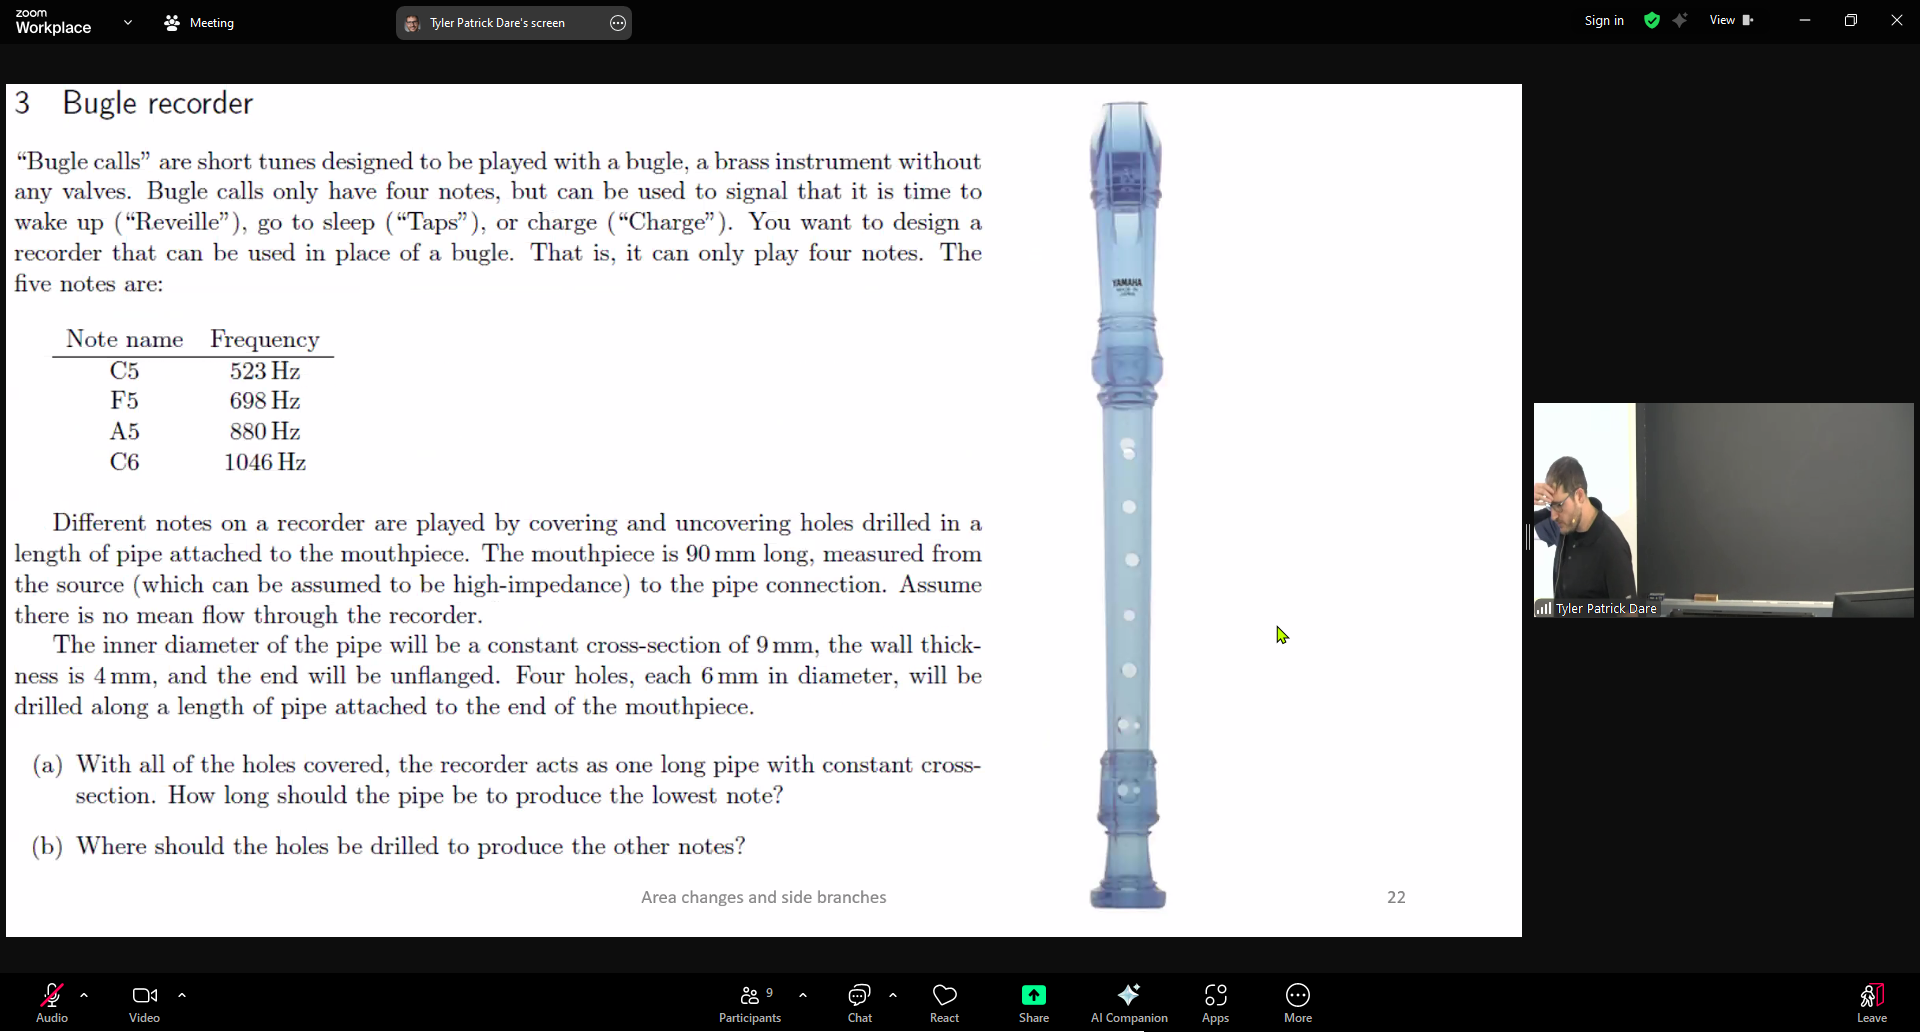 zoom
Workplace
Meeting
Tyler Patrick Dare's screen
Sign in
View
3 Bugle recorder
“Bugle calls” are short tunes designed to be played with a bugle, a brass instrument without
any valves. Bugle calls only have four notes, but can be used to signal that it is time to
wake up (“Reveille”), go to sleep (“Taps”), or charge (“Charge”). You want to design a
recorder that can be used in place of a bugle. That is, it can only play four notes. The
five notes are:
Note name Frequency
C5 523 Hz
F5 698 Hz
A5 880 Hz
C6 1046 Hz
Different notes on a recorder are played by covering and uncovering holes drilled in a
length of pipe attached to the mouthpiece. The mouthpiece is 90 mm long, measured from
the source (which can be assumed to be high-impedance) to the pipe connection. Assume
there is no mean flow through the recorder.
The inner diameter of the pipe will be a constant cross-section of 9 mm, the wall thick-
ness is 4 mm, and the end will be unflanged. Four holes, each 6 mm in diameter, will be
drilled along a length of pipe attached to the end of the mouthpiece.
(a) With all of the holes covered, the recorder acts as one long pipe with constant cross-
section. How long should the pipe be to produce the lowest note?
(b) Where should the holes be drilled to produce the other notes?
YAMAHA
Area changes and side branches
22
Tyler Patrick Dare
Audio
Video
9
Participants
Chat
React
Share
AI Companion
Apps
More
Leave